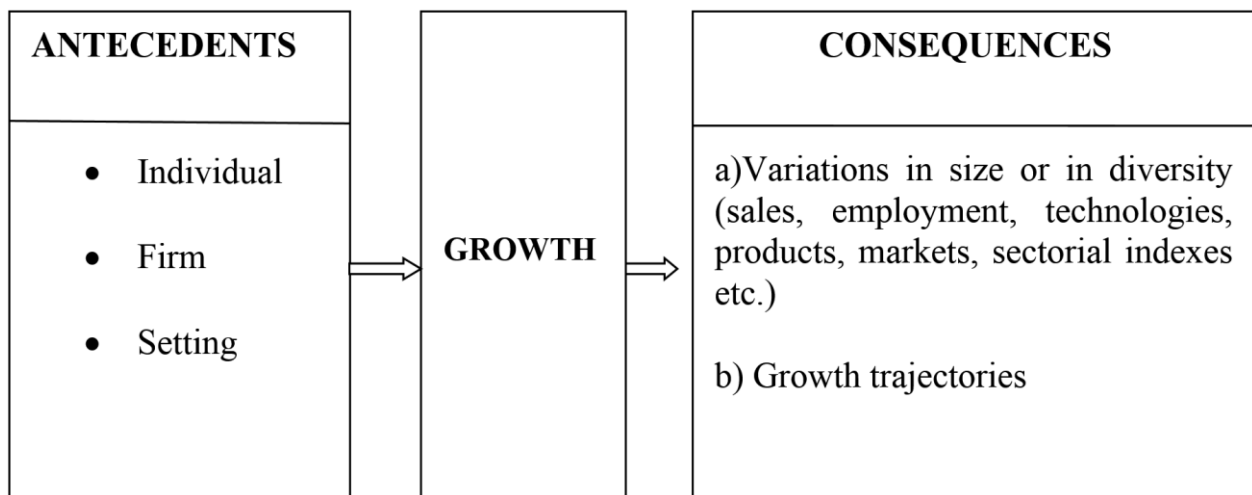 ANTECEDENTS
• Individual
• Firm
• Setting
GROWTH
CONSEQUENCES
a)Variations in size or in diversity
(sales, employment, technologies,
products, markets, sectorial indexes
etc.)
b) Growth trajectories